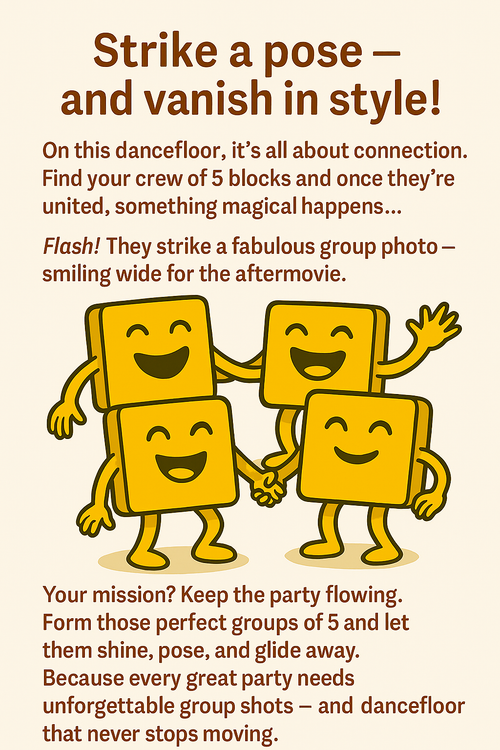 Strike a pose –
and vanish in style!
On this dancefloor, it's all about connection.
Find your crew of 5 blocks and once they're
united, something magical happens...
Flash! They strike a fabulous group photo –
smiling wide for the aftermovie.
Your mission? Keep the party flowing.
Form those perfect groups of 5 and let
them shine, pose, and glide away.
Because every great party needs
unforgettable group shots – and dancefloor
that never stops moving.